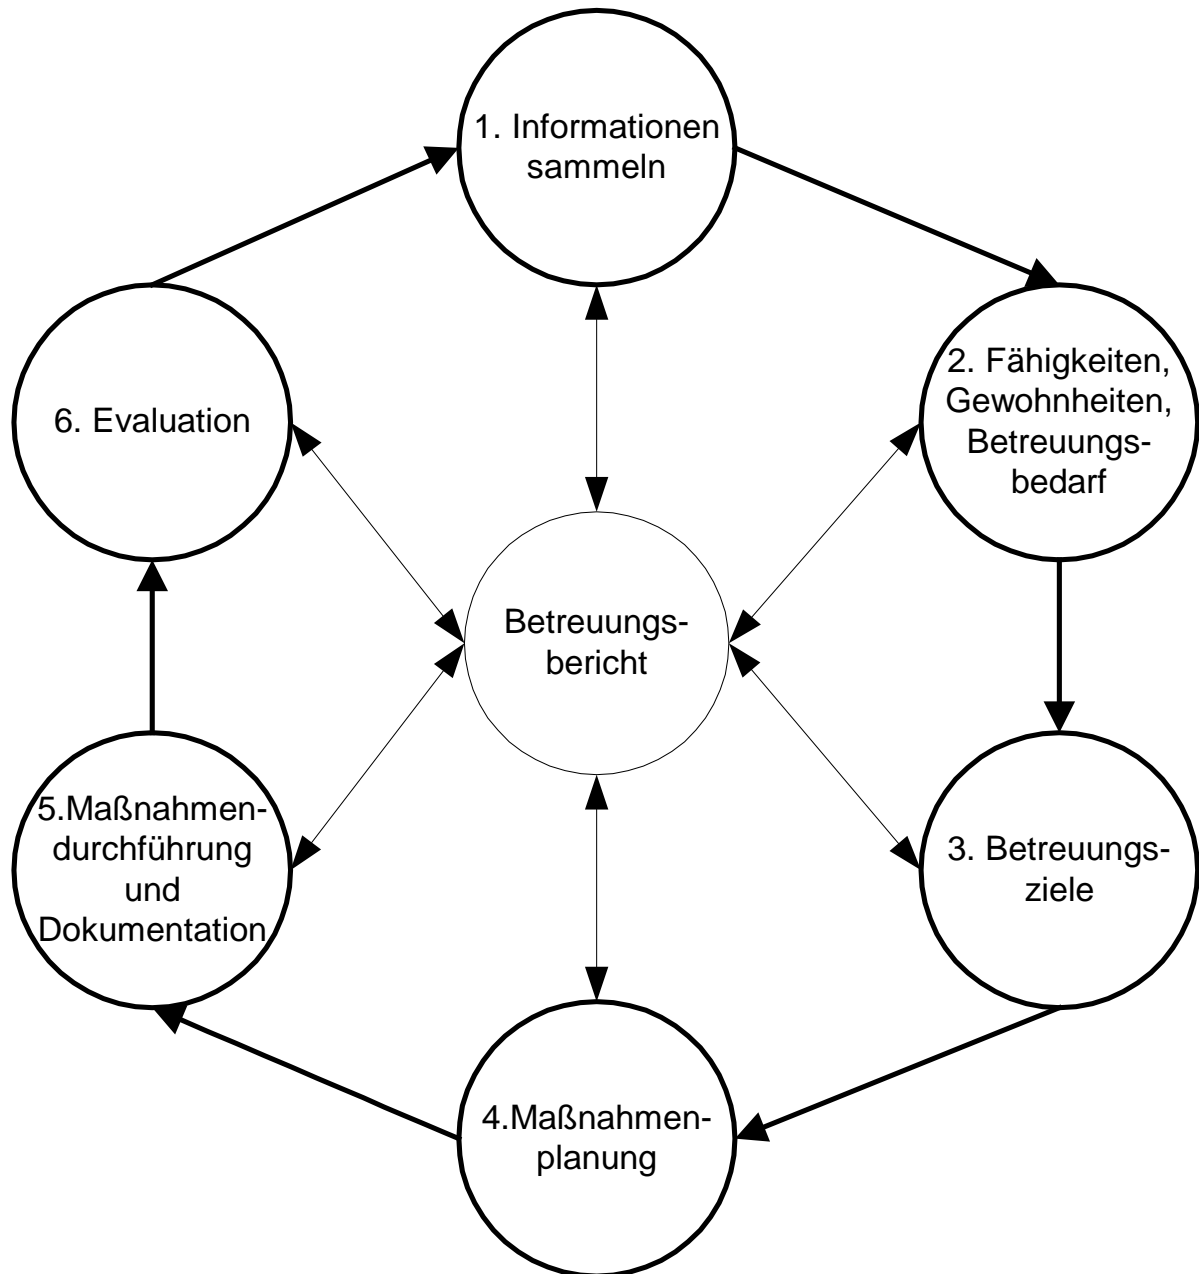 1. Informationen
sammeln
2. Fähigkeiten,
Gewohnheiten,
Betreuungs-
bedarf
3. Betreuungs-
ziele
4.Maßnahmen-
planung
5.Maßnahmen-
durchführung
und
Dokumentation
6. Evaluation
Betreuungs-
bericht